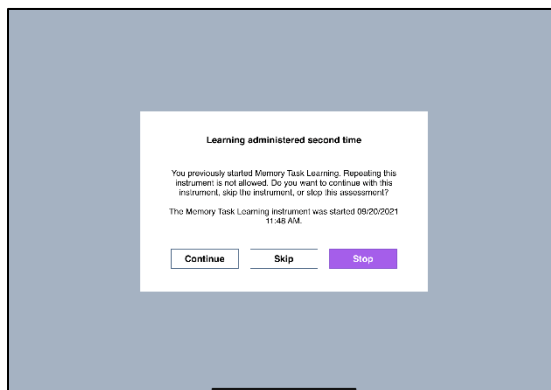 Learning administered second time
You previously started Memory Task Learning. Repeating this
instrument is not allowed. Do you want to continue with this
instrument, skip the instrument, or stop this assessment?
The Memory Task Learning instrument was started 09/20/2021
11:48 AM.
Continue Skip Stop